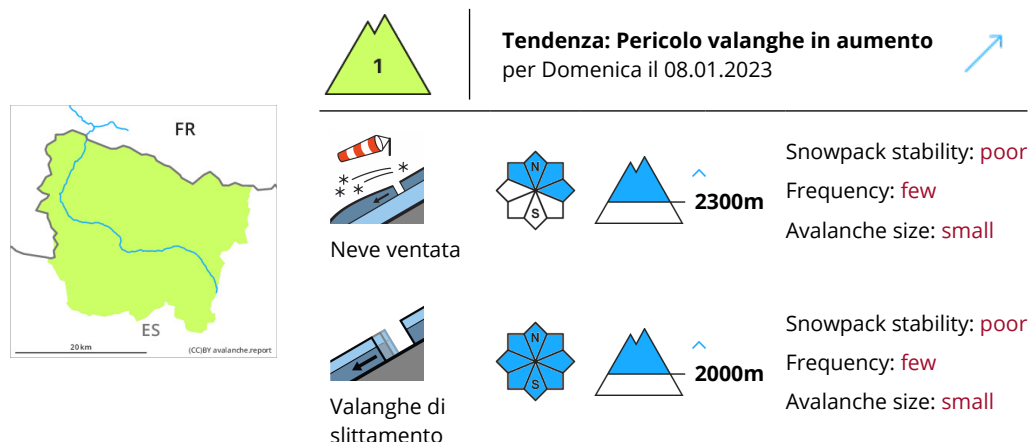 1
Tendenza: Pericolo valanghe in aumento
per Domenica il 08.01.2023
FR
ES
20 km
(CC)BY avalanche.report
N
S
2300m
Snowpack stability: poor
Frequency: few
Avalanche size: small
Neve ventata
N
S
2000m
Snowpack stability: poor
Frequency: few
Avalanche size: small
Valanghe di
slittamento